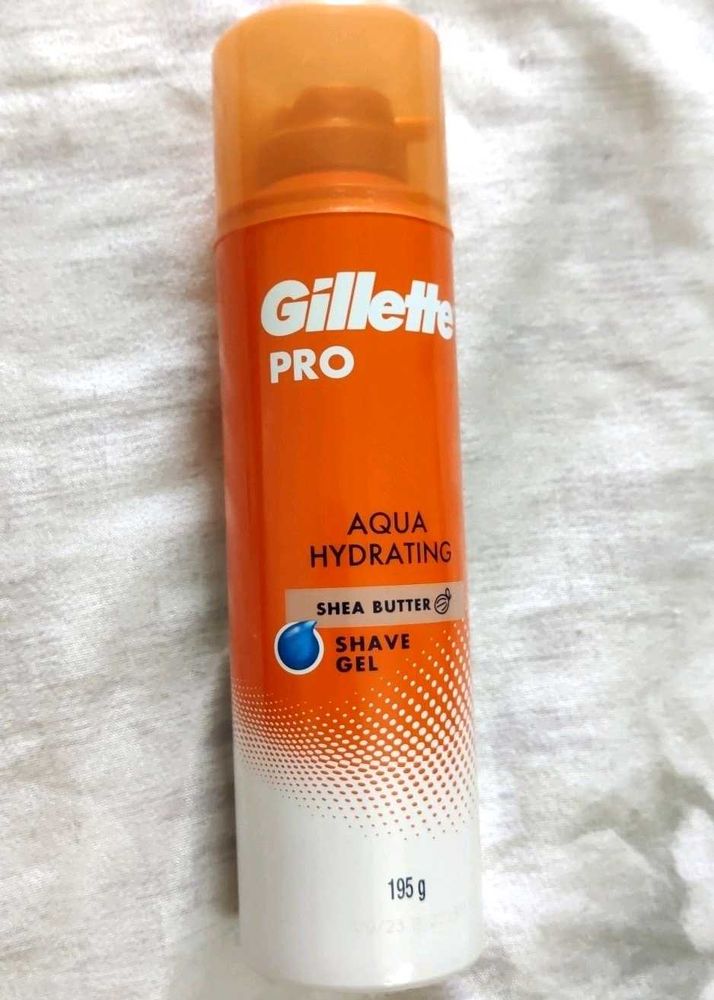 Gillette
PRO
AQUA
HYDRATING
SHEA BUTTER
SHAVE
GEL
195 g